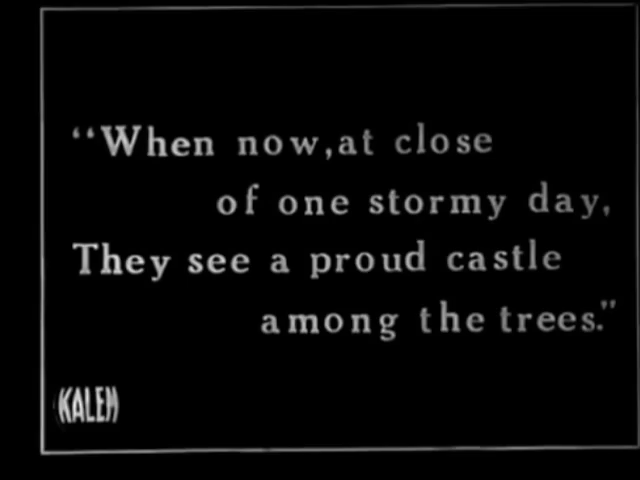 “When now, at close
of one stormy day,
They see a proud castle
among the trees.”
KALEM